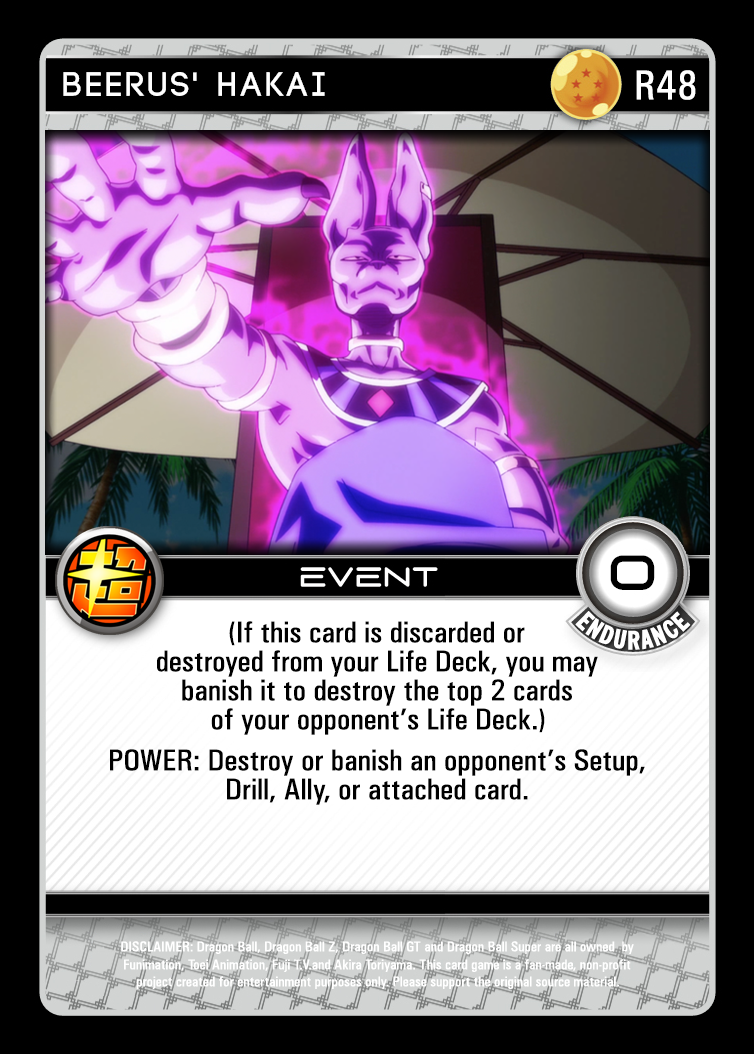 BEERUS' HAKAI
R48
EVENT
0
ENDURANCE
(If this card is discarded or
destroyed from your Life Deck, you may
banish it to destroy the top 2 cards
of your opponent's Life Deck.)
POWER: Destroy or banish an opponent's Setup,
Drill, Ally, or attached card.
DISCLAIMER: Dragon Ball, Dragon Ball Z, Dragon Ball GT and Dragon Ball Super are all owned by
Funimation, Toei Animation, Fuji T.V.and Akira Toriyama. This card game is a fan-made, non-profit
project created for entertainment purposes only. Please support the original source material.